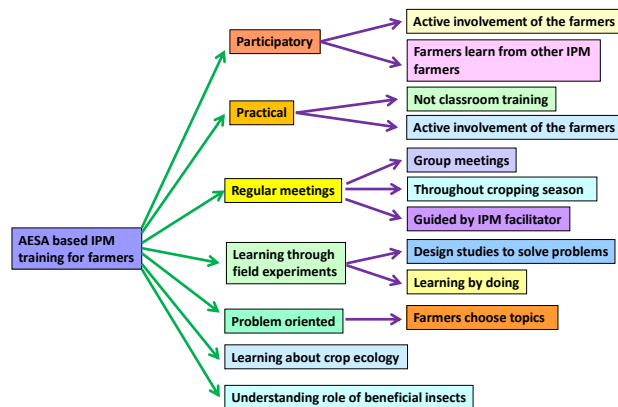 AESA based IPM
training for farmers
Participatory
Active involvement of the farmers
Farmers learn from other IPM
farmers
Practical
Not classroom training
Active involvement of the farmers
Regular meetings
Group meetings
Throughout cropping season
Guided by IPM facilitator
Learning through
field experiments
Design studies to solve problems
Learning by doing
Problem oriented
Farmers choose topics
Learning about crop ecology
Understanding role of beneficial insects